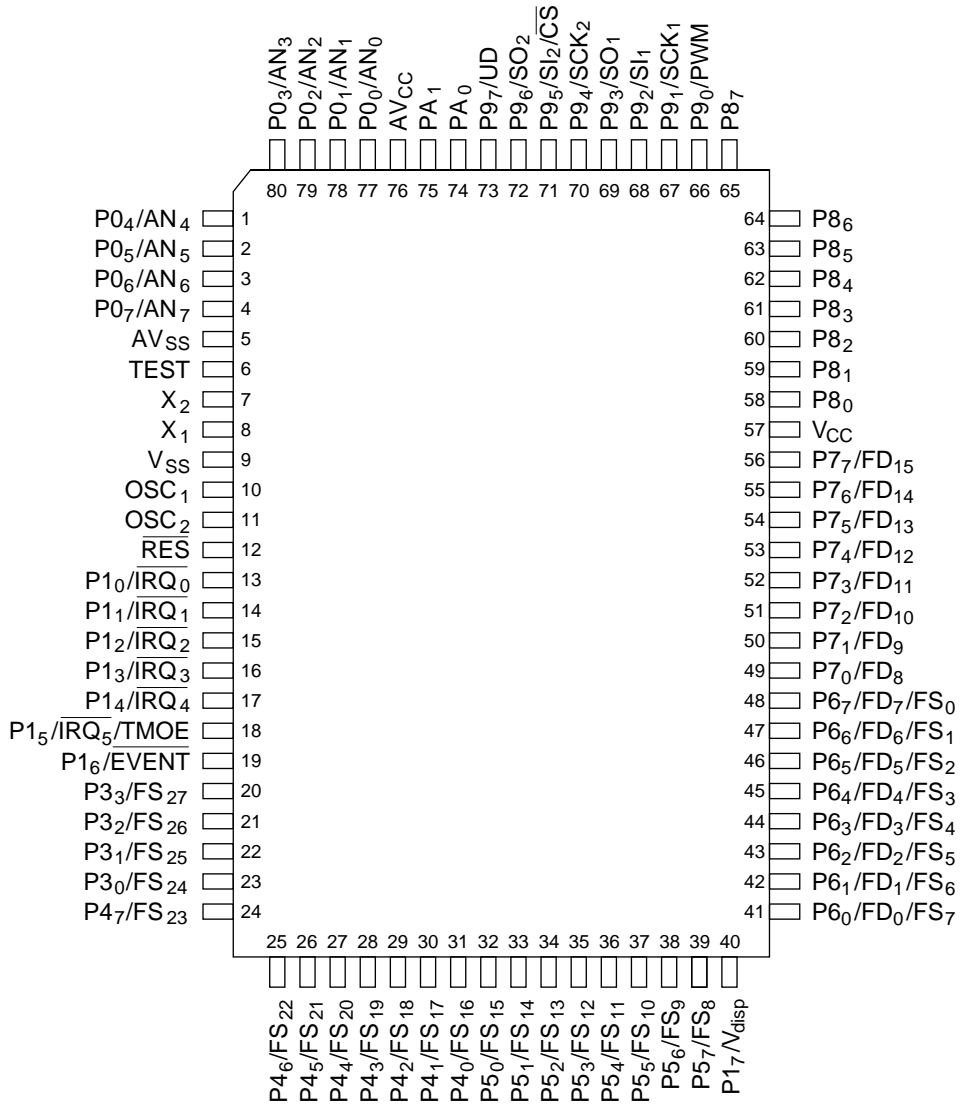 P0₃/AN₃
P0₂/AN₂
P0₁/AN₁
P0₀/AN₀
AV_CC
PA₁
PA₀
P9₇/UD
P9₆/SO₂
P9₅/SI₂/C̅S̅
P9₄/SCK₂
P9₃/SO₁
P9₂/SI₁
P9₁/SCK₁
P9₀/PWM
P8₇
80 79 78 77 76 75 74 73 72 71 70 69 68 67 66 65
P0₄/AN₄ 1
P0₅/AN₅ 2
P0₆/AN₆ 3
P0₇/AN₇ 4
AV_SS 5
TEST 6
X₂ 7
X₁ 8
V_SS 9
OSC₁ 10
OSC₂ 11
R̅E̅S̅ 12
P1₀/I̅R̅Q̅₀ 13
P1₁/I̅R̅Q̅₁ 14
P1₂/I̅R̅Q̅₂ 15
P1₃/I̅R̅Q̅₃ 16
P1₄/I̅R̅Q̅₄ 17
P1₅/I̅R̅Q̅₅/TMOE 18
P1₆/E̅V̅E̅N̅T̅ 19
P3₃/FS₂₇ 20
P3₂/FS₂₆ 21
P3₁/FS₂₅ 22
P3₀/FS₂₄ 23
P4₇/FS₂₃ 24
64 P8₆
63 P8₅
62 P8₄
61 P8₃
60 P8₂
59 P8₁
58 P8₀
57 V_CC
56 P7₇/FD₁₅
55 P7₆/FD₁₄
54 P7₅/FD₁₃
53 P7₄/FD₁₂
52 P7₃/FD₁₁
51 P7₂/FD₁₀
50 P7₁/FD₉
49 P7₀/FD₈
48 P6₇/FD₇/FS₀
47 P6₆/FD₆/FS₁
46 P6₅/FD₅/FS₂
45 P6₄/FD₄/FS₃
44 P6₃/FD₃/FS₄
43 P6₂/FD₂/FS₅
42 P6₁/FD₁/FS₆
41 P6₀/FD₀/FS₇
25 26 27 28 29 30 31 32 33 34 35 36 37 38 39 40
P4₆/FS₂₂
P4₅/FS₂₁
P4₄/FS₂₀
P4₃/FS₁₉
P4₂/FS₁₈
P4₁/FS₁₇
P4₀/FS₁₆
P5₀/FS₁₅
P5₁/FS₁₄
P5₂/FS₁₃
P5₃/FS₁₂
P5₄/FS₁₁
P5₅/FS₁₀
P5₆/FS₉
P5₇/FS₈
P1₇/V_disp